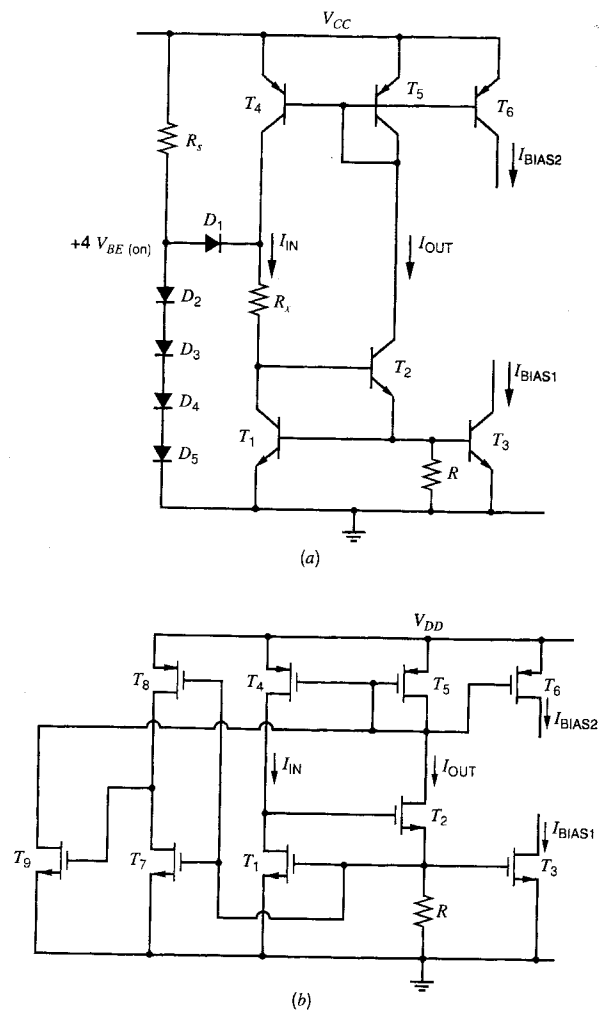 V_CC
T_4
T_5
T_6
R_s
I_BIAS2
D_1
+4 V_BE (on)
I_IN
I_OUT
D_2
R_x
D_3
T_2
I_BIAS1
D_4
T_1
T_3
D_5
R
(a)
V_DD
T_8
T_4
T_5
T_6
I_BIAS2
I_IN
I_OUT
T_2
I_BIAS1
T_9
T_7
T_1
T_3
R
(b)